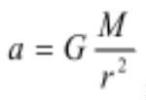 a = G M / r²